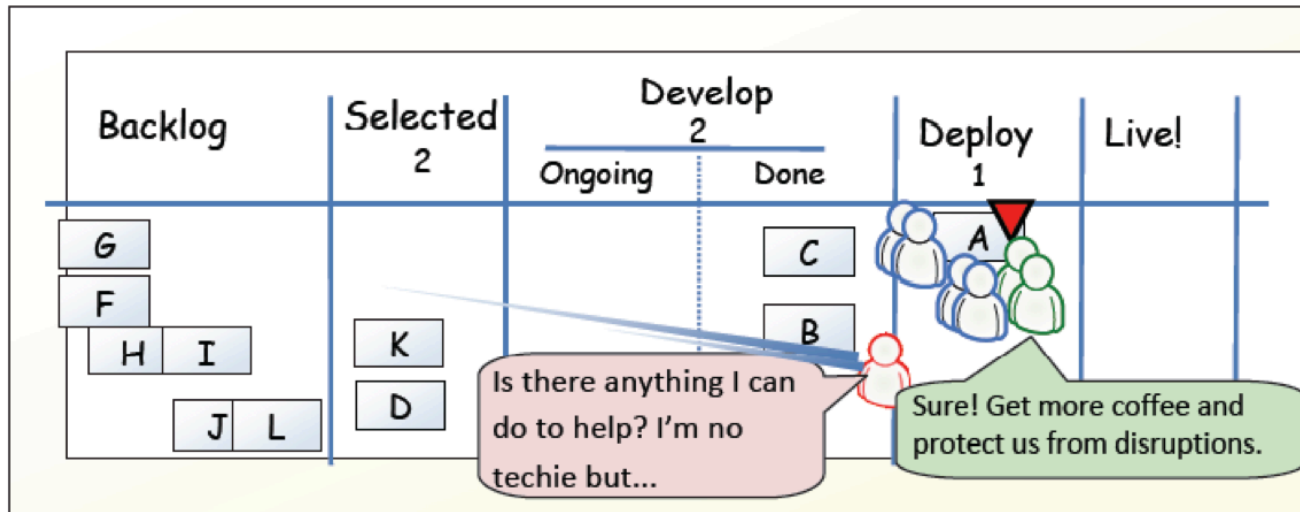 Backlog
Selected
2
Develop
2
Ongoing
Done
Deploy
1
Live!
G
F
H I
J L
K
D
C
B
A
Is there anything I can
do to help? I'm no
techie but...
Sure! Get more coffee and
protect us from disruptions.